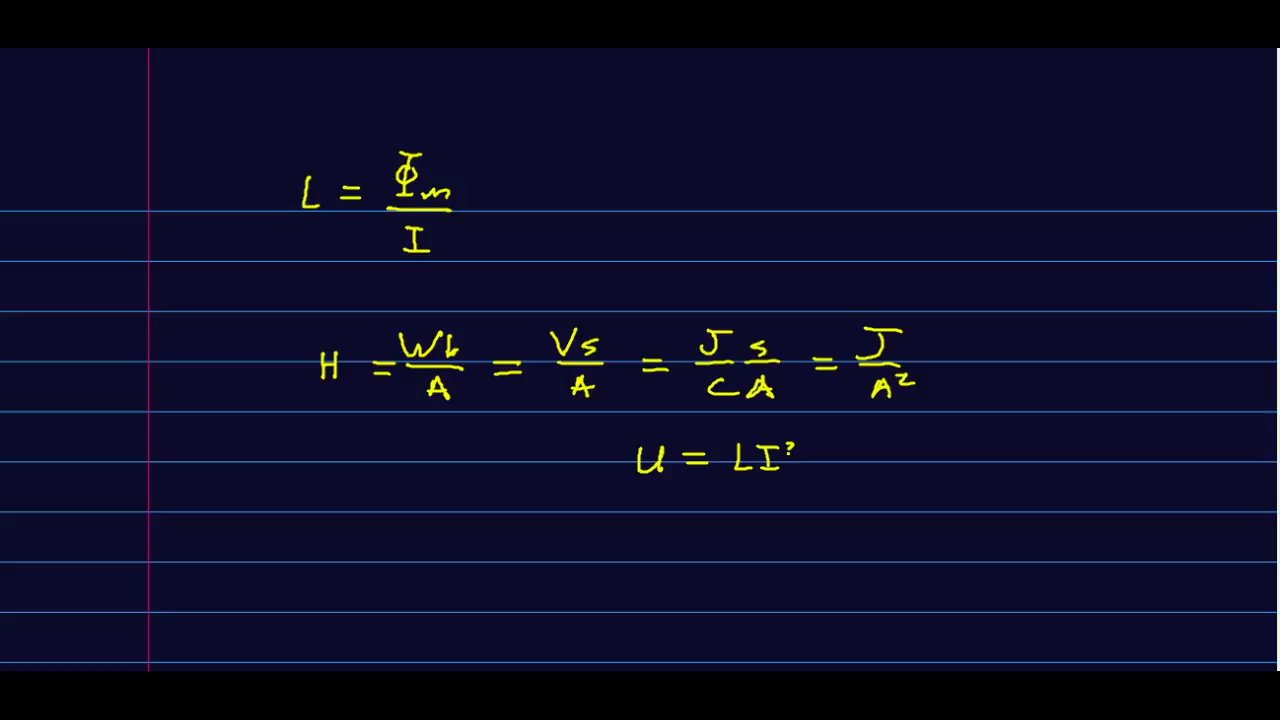 L = Φm / I
H = Wb/A = Vs/A = J/C s/A = J/A²
U = LI²